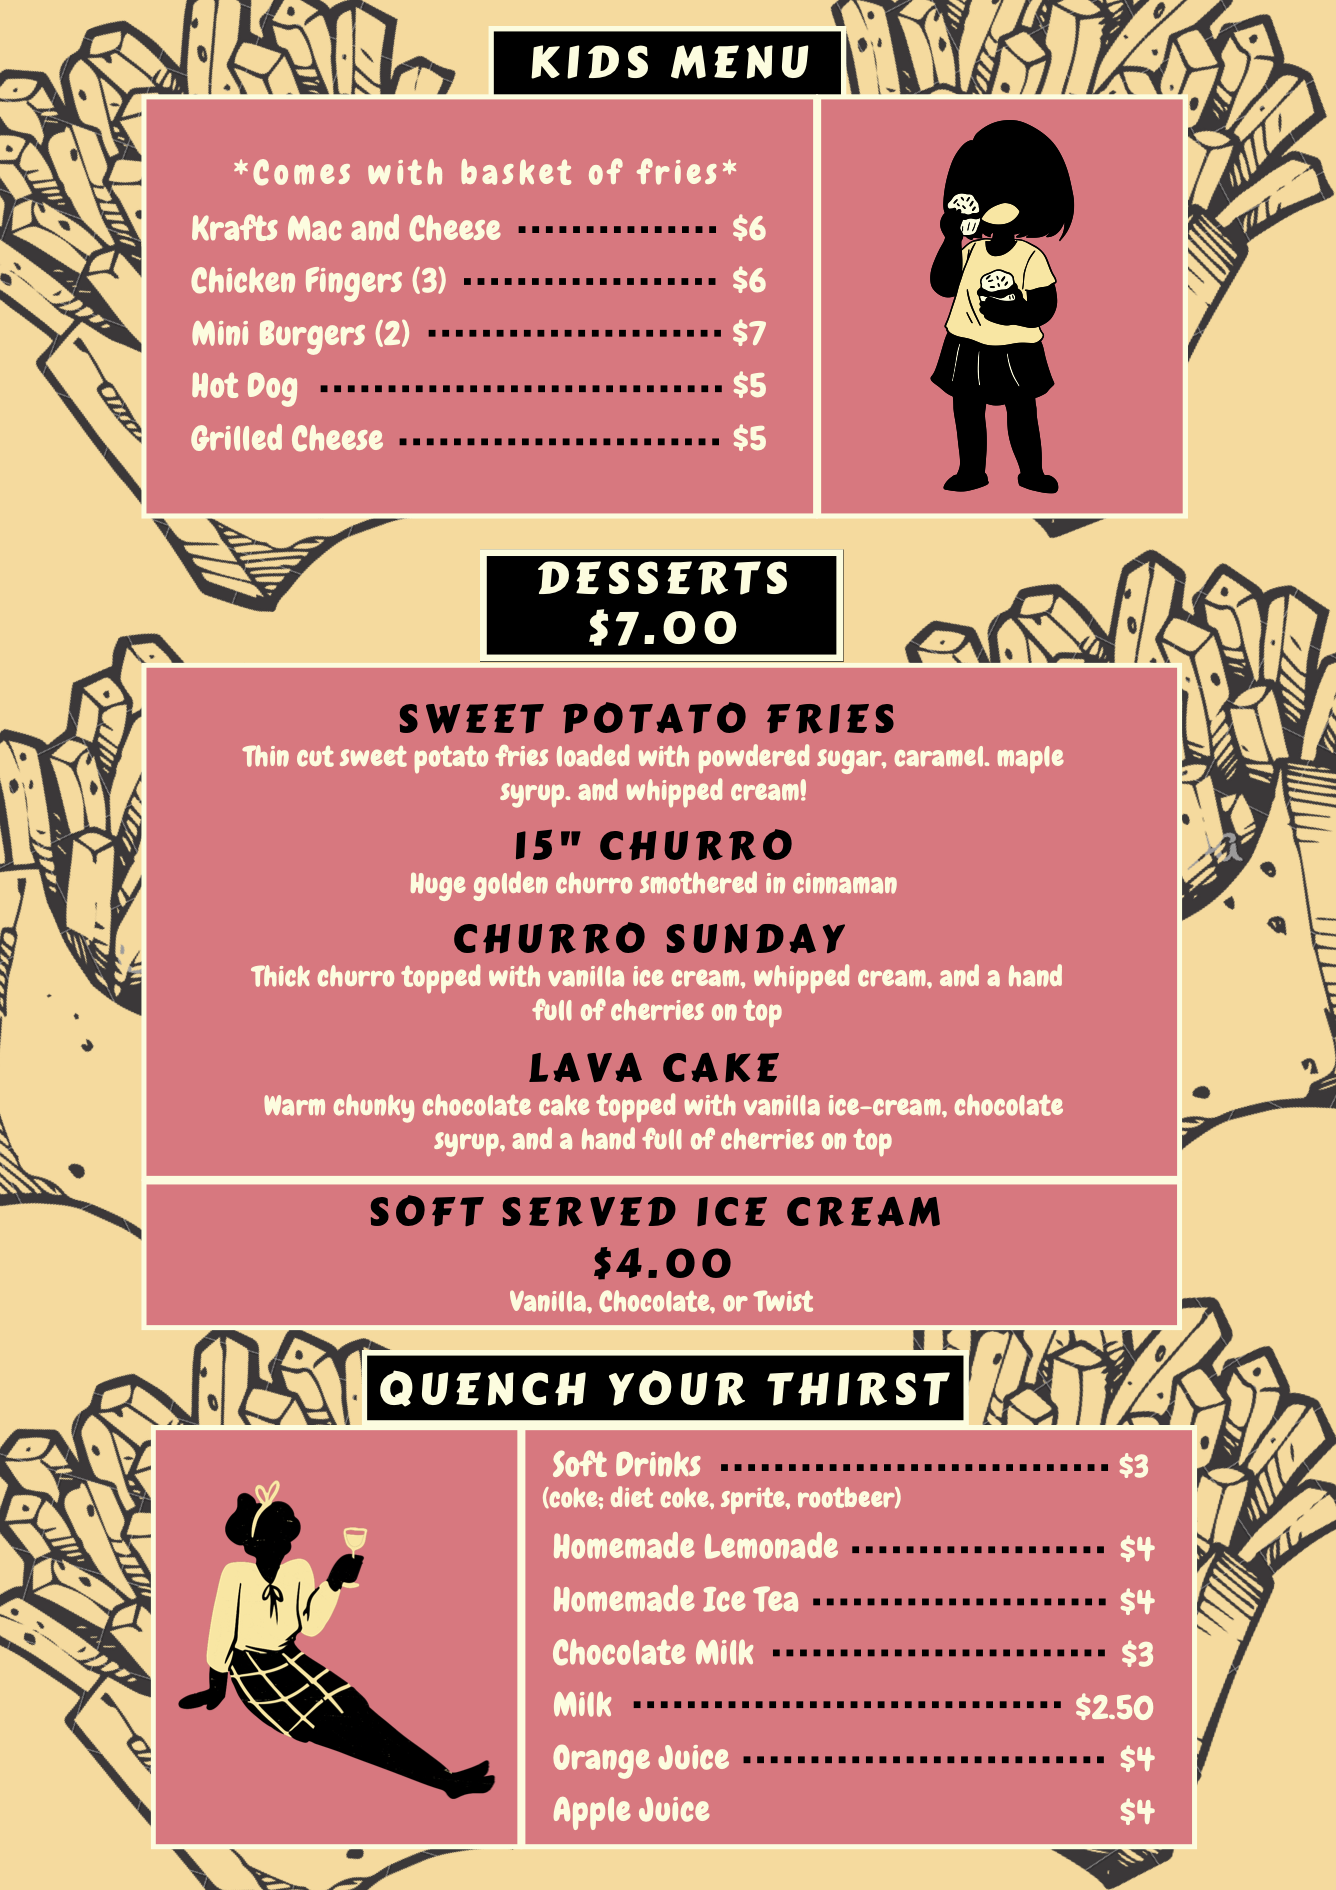 KIDS MENU
*Comes with basket of fries*
Krafts Mac and Cheese $6
Chicken Fingers (3) $6
Mini Burgers (2) $7
Hot Dog $5
Grilled Cheese $5
DESSERTS
$7.00
SWEET POTATO FRIES
Thin cut sweet potato fries loaded with powdered sugar, caramel. maple
syrup. and whipped cream!
15" CHURRO
Huge golden churro smothered in cinnaman
CHURRO SUNDAY
Thick churro topped with vanilla ice cream, whipped cream, and a hand
full of cherries on top
LAVA CAKE
Warm chunky chocolate cake topped with vanilla ice-cream, chocolate
syrup, and a hand full of cherries on top
SOFT SERVED ICE CREAM
$4.00
Vanilla, Chocolate, or Twist
QUENCH YOUR THIRST
Soft Drinks $3
(coke; diet coke, sprite, rootbeer)
Homemade Lemonade $4
Homemade Ice Tea $4
Chocolate Milk $3
Milk $2.50
Orange Juice $4
Apple Juice $4